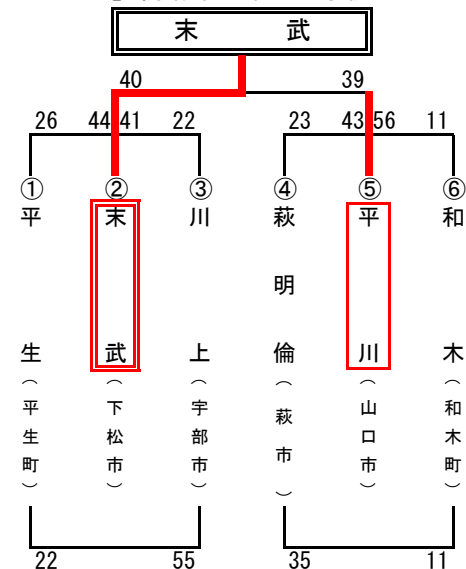 末 武
40 39
26 44 41 22 23 43 56 11
① ② ③ ④ ⑤ ⑥
平生(平生町)
末武(下松市)
川上(宇部市)
萩明倫(萩市)
平川(山口市)
和木(和木町)
22 55 35 11